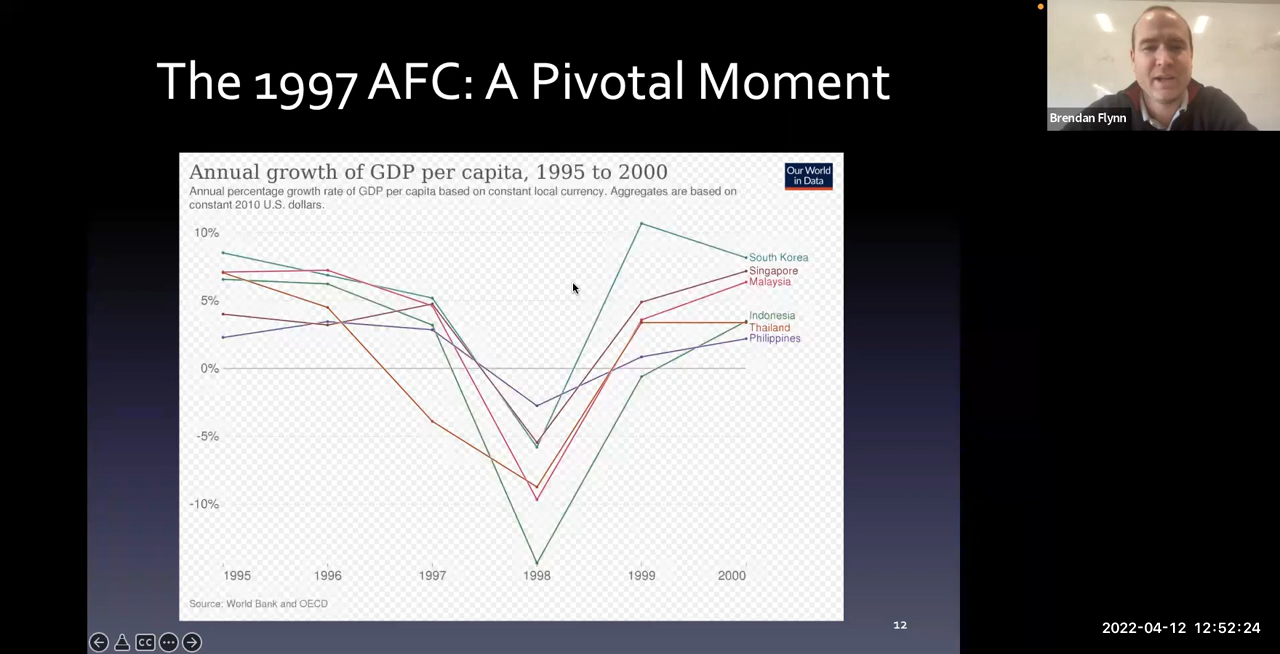 The 1997 AFC: A Pivotal Moment
Brendan Flynn
Annual growth of GDP per capita, 1995 to 2000
Our World
in Data
Annual percentage growth rate of GDP per capita based on constant local currency. Aggregates are based on
constant 2010 U.S. dollars.
10%
5%
0%
-5%
-10%
South Korea
Singapore
Malaysia
Indonesia
Thailand
Philippines
1995 1996 1997 1998 1999 2000
Source: World Bank and OECD
12
CC
2022-04-12 12:52:24